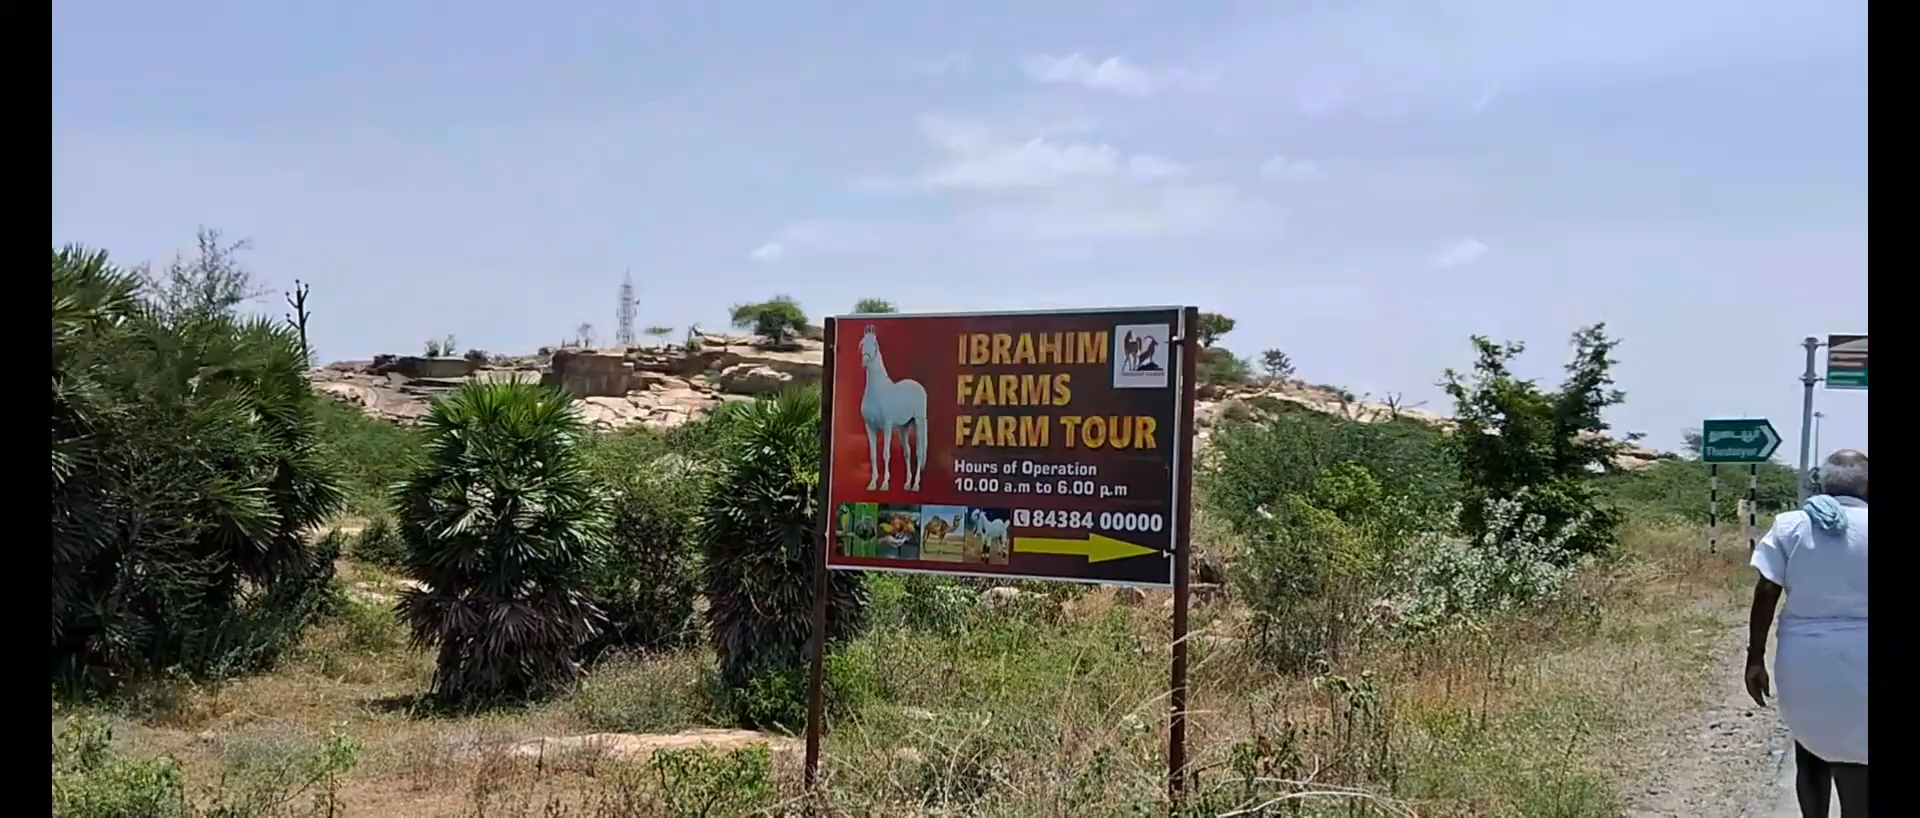 IBRAHIM
FARMS
FARM TOUR
Hours of Operation
10.00 a.m to 6.00 p.m
84384 00000